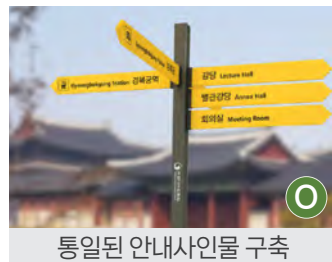 강당 Lecture Hall
Gyeongbokgung Station 경복궁역
별관강당 Annex Hall
회의실 Meeting Room
O
통일된 안내사인물 구축